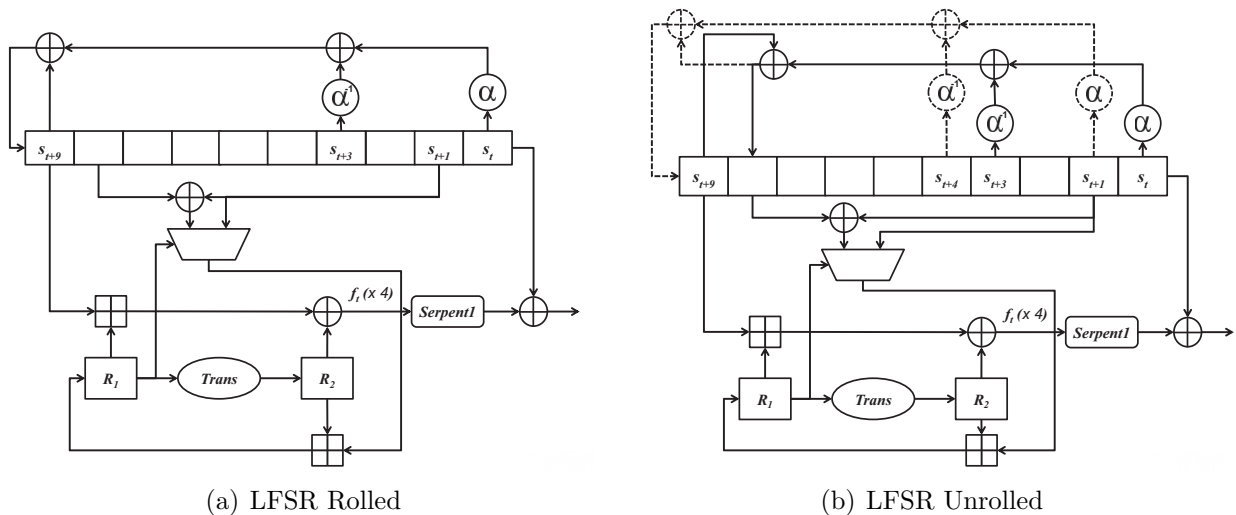 α⁻¹
α
s_{t+9}
s_{t+3}
s_{t+1}
s_t
f_t (x 4)
Serpent1
R_1
Trans
R_2
(a) LFSR Rolled
α⁻¹
α
α⁻¹
α
s_{t+9}
s_{t+4}
s_{t+3}
s_{t+1}
s_t
f_t (x 4)
Serpent1
R_1
Trans
R_2
(b) LFSR Unrolled